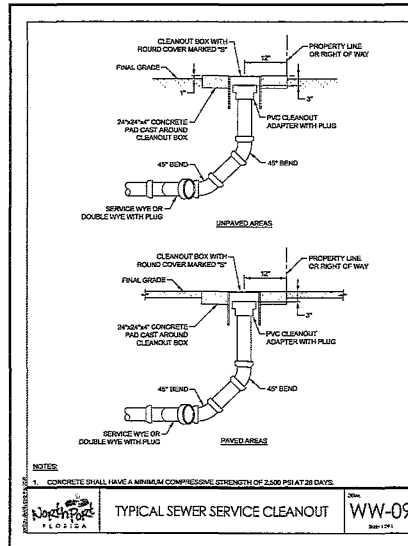 CLEANOUT BOX WITH
ROUND COVER MARKED "S"
12"
PROPERTY LINE
OR RIGHT OF WAY
FINAL GRADE
1"
3"
24"x24"x4" CONCRETE
PAD CAST AROUND
CLEANOUT BOX
PVC CLEANOUT
ADAPTER WITH PLUG
45° BEND
45° BEND
SERVICE WYE OR
DOUBLE WYE WITH PLUG
UNPAVED AREAS
CLEANOUT BOX WITH
ROUND COVER MARKED "S"
12"
PROPERTY LINE
OR RIGHT OF WAY
FINAL GRADE
3"
24"x24"x4" CONCRETE
PAD CAST AROUND
CLEANOUT BOX
PVC CLEANOUT
ADAPTER WITH PLUG
45° BEND
45° BEND
SERVICE WYE OR
DOUBLE WYE WITH PLUG
PAVED AREAS
NOTES:
1. CONCRETE SHALL HAVE A MINIMUM COMPRESSIVE STRENGTH OF 2,500 PSI AT 28 DAYS.
North Port
FLORIDA
TYPICAL SEWER SERVICE CLEANOUT
WW-09